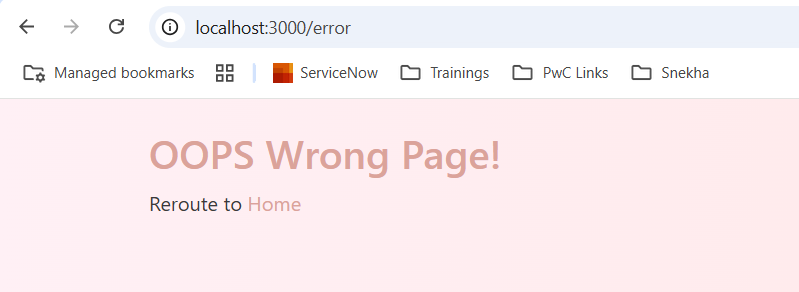 localhost:3000/error
Managed bookmarks ServiceNow Trainings PwC Links Snekha
OOPS Wrong Page!
Reroute to Home